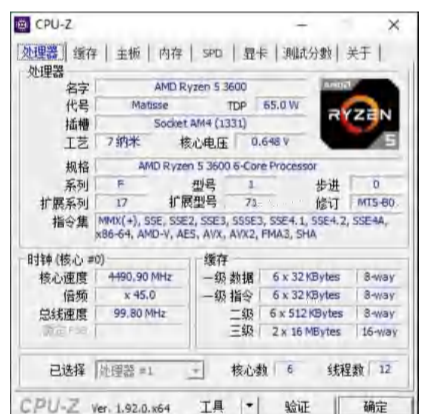 CPU-Z
处理器 缓存 主板 内存 SPD 显卡 测试分数 关于
处理器
名字 AMD Ryzen 5 3600
代号 Matisse TDP 65.0 W
插槽 Socket AM4 (1331)
工艺 7 纳米 核心电压 0.648 V
AMD RYZEN 5
规格 AMD Ryzen 5 3600 6-Core Processor
系列 F 型号 1 步进 0
扩展系列 17 扩展型号 71 修订 MTS-B0
指令集 MMX(+), SSE, SSE2, SSE3, SSSE3, SSE4.1, SSE4.2, SSE4A,
x86-64, AMD-V, AES, AVX, AVX2, FMA3, SHA
时钟 (核心 #0) 缓存
核心速度 4490.90 MHz 一级 数据 6 x 32 KBytes 8-way
倍频 x 45.0 一级 指令 6 x 32 KBytes 8-way
总线速度 99.80 MHz 二级 6 x 512 KBytes 8-way
三级 2 x 16 MBytes 16-way
已选择 处理器 #1 核心数 6 线程数 12
CPU-Z Ver. 1.92.0.x64 工具 验证 确定